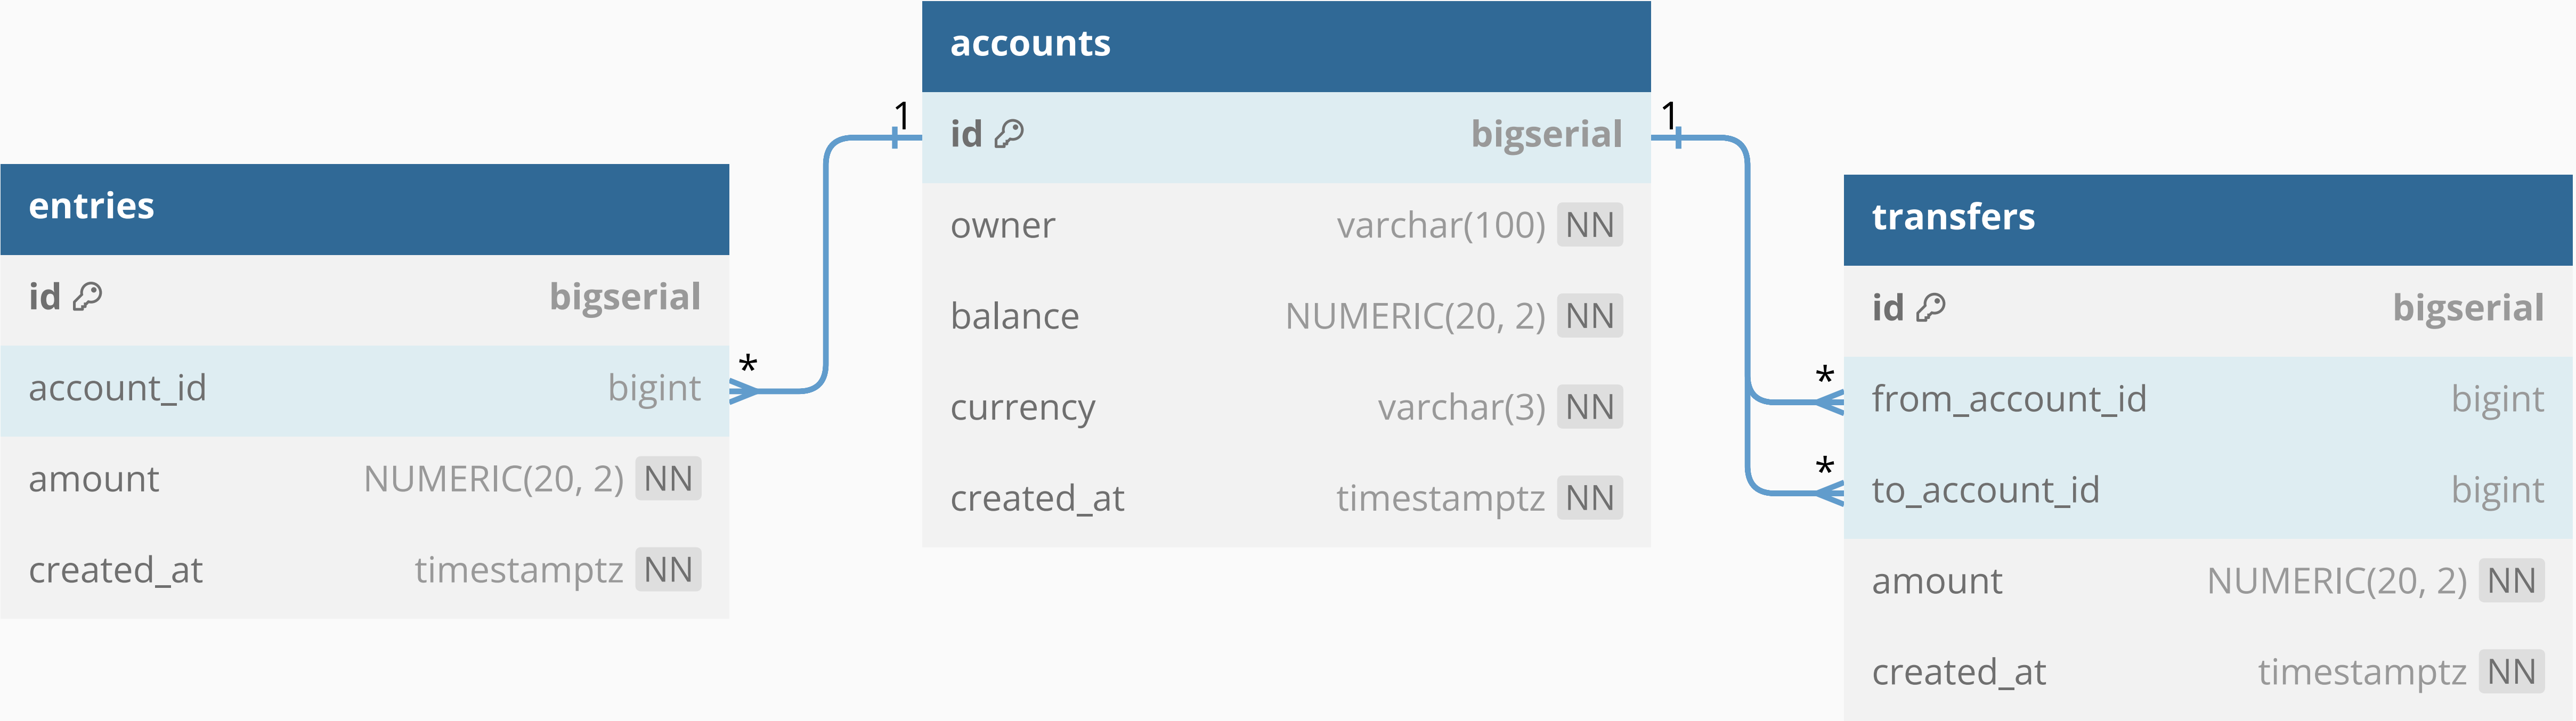 entries
id bigserial
account_id bigint
amount NUMERIC(20, 2) NN
created_at timestamptz NN
*
1
accounts
id bigserial
owner varchar(100) NN
balance NUMERIC(20, 2) NN
currency varchar(3) NN
created_at timestamptz NN
1
*
*
transfers
id bigserial
from_account_id bigint
to_account_id bigint
amount NUMERIC(20, 2) NN
created_at timestamptz NN